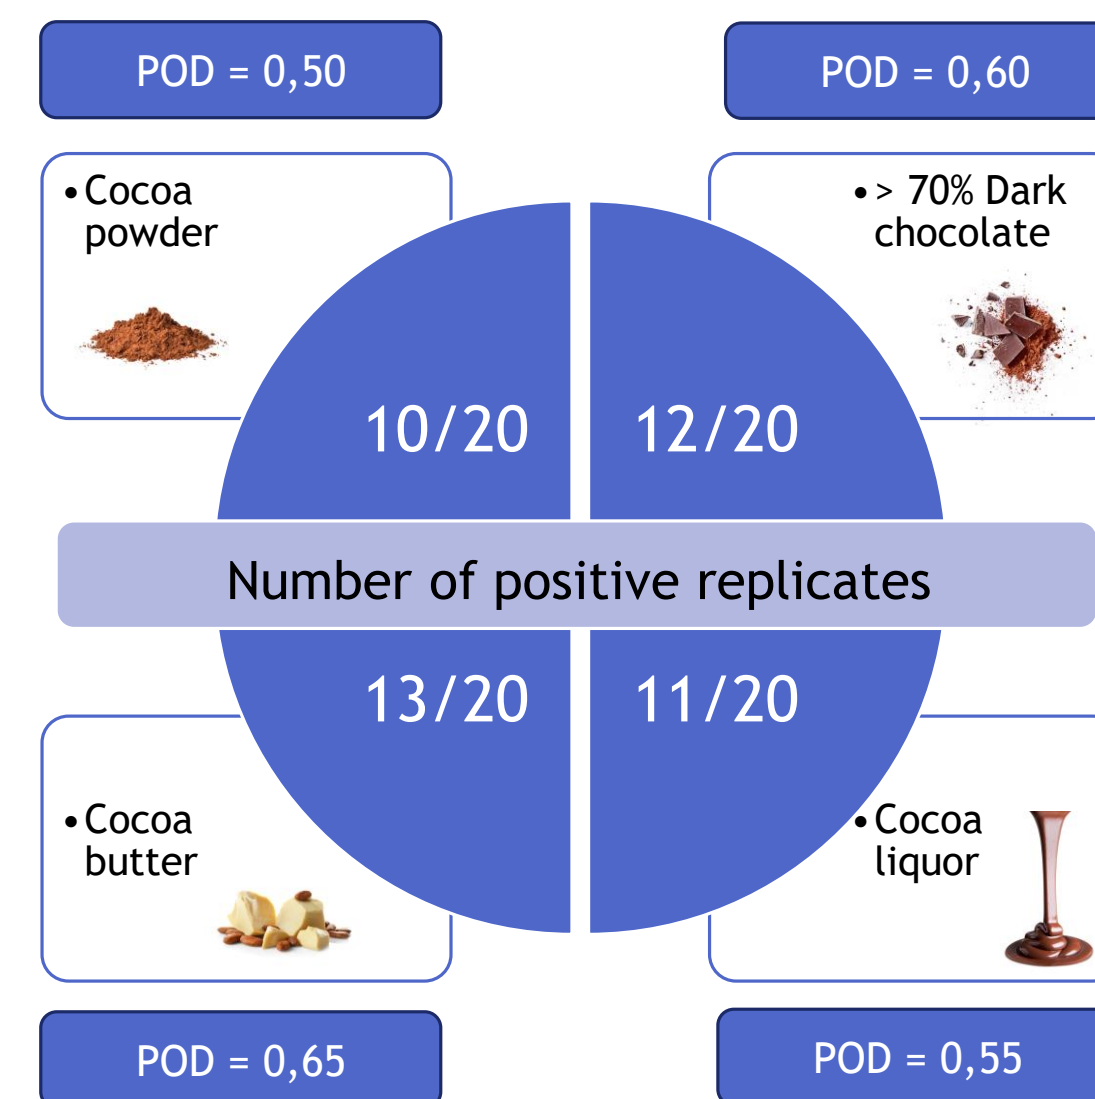 POD = 0,50
POD = 0,60
•Cocoa
powder
•> 70% Dark
chocolate
10/20
12/20
Number of positive replicates
13/20
11/20
•Cocoa
butter
•Cocoa
liquor
POD = 0,65
POD = 0,55